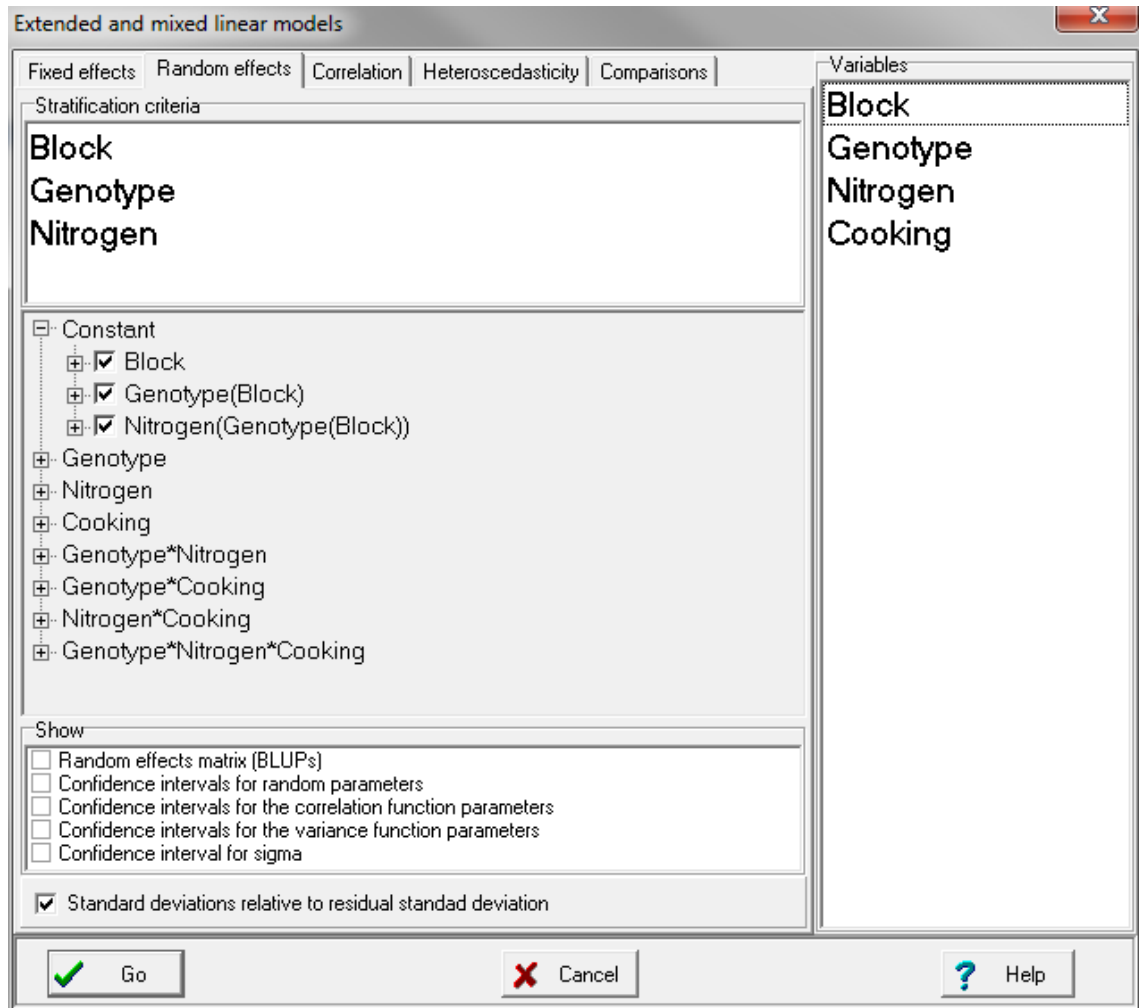 Extended and mixed linear models
X
Fixed effects Random effects Correlation Heteroscedasticity Comparisons
Stratification criteria
Block
Genotype
Nitrogen
Constant
Block
Genotype(Block)
Nitrogen(Genotype(Block))
Genotype
Nitrogen
Cooking
Genotype*Nitrogen
Genotype*Cooking
Nitrogen*Cooking
Genotype*Nitrogen*Cooking
Show
Random effects matrix (BLUPs)
Confidence intervals for random parameters
Confidence intervals for the correlation function parameters
Confidence intervals for the variance function parameters
Confidence interval for sigma
Standard deviations relative to residual standad deviation
Variables
Block
Genotype
Nitrogen
Cooking
Go Cancel ? Help